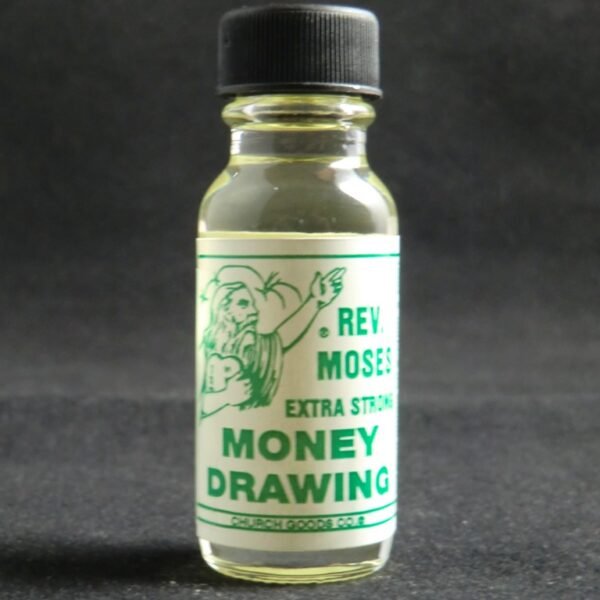 ® REV.
MOSES
EXTRA STRONG
MONEY
DRAWING
CHURCH GOODS CO.®